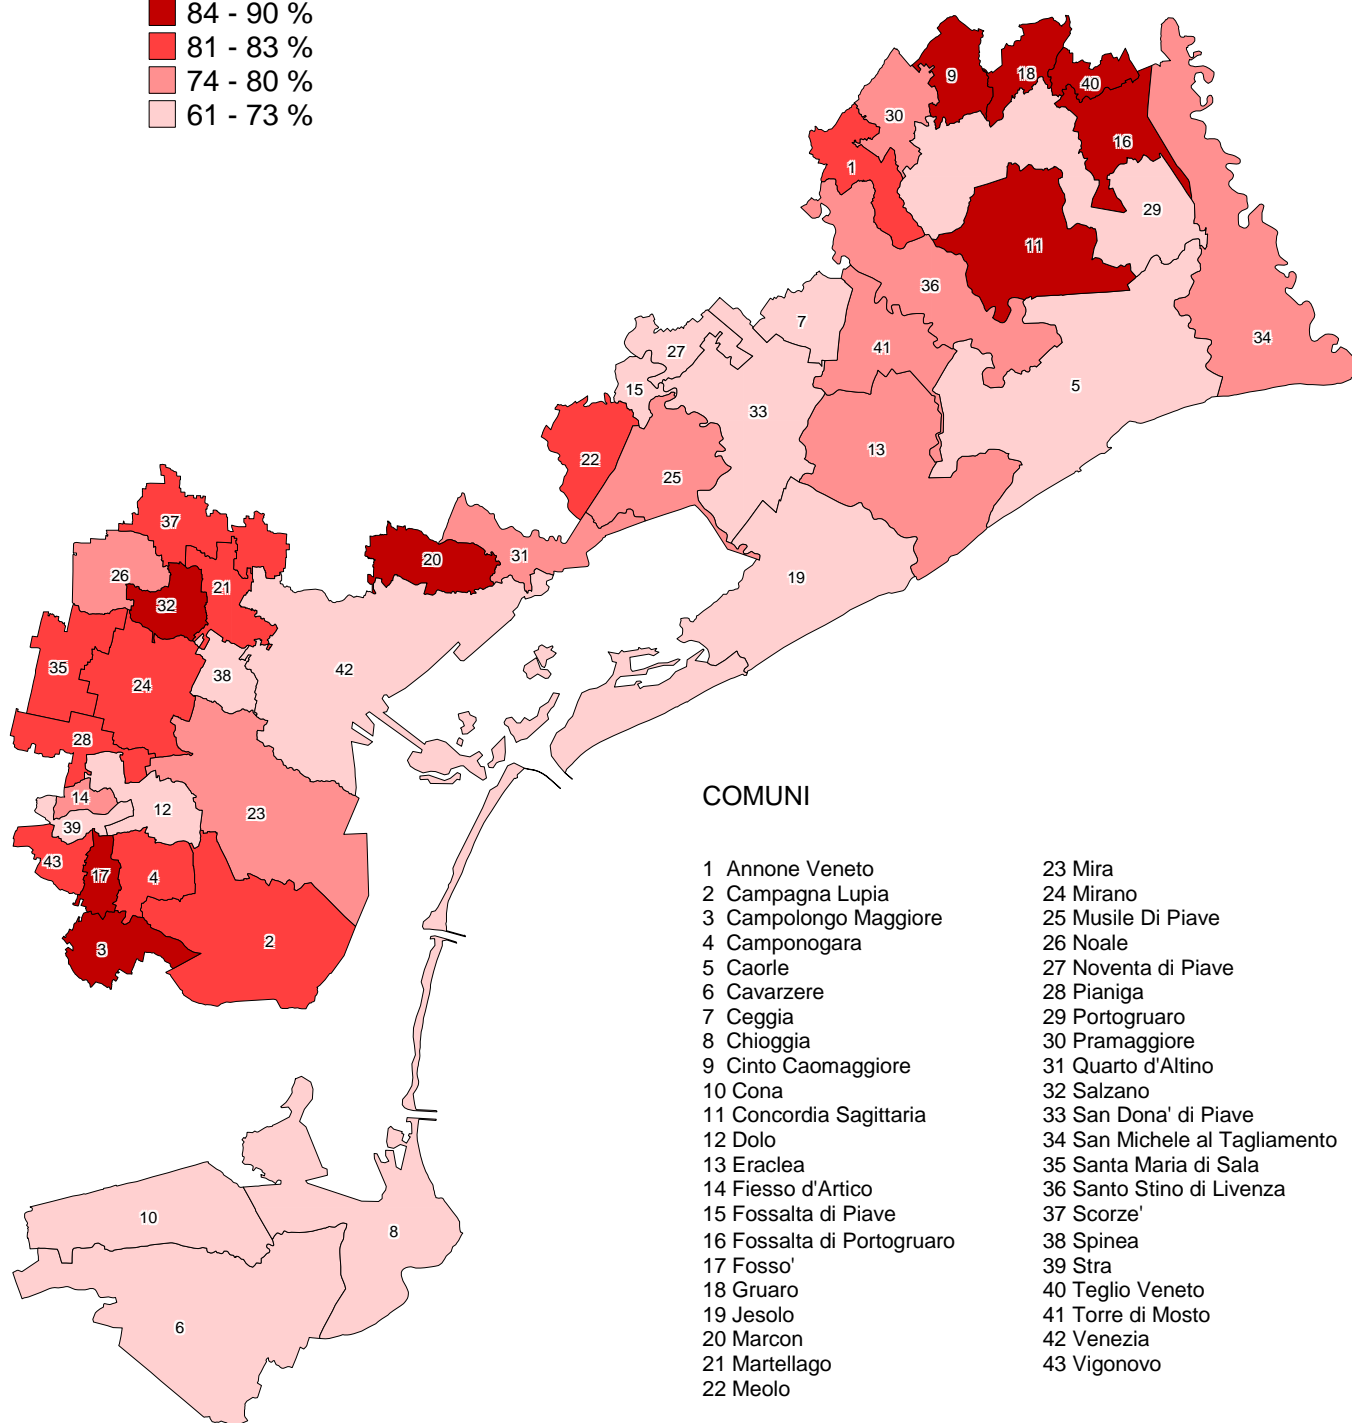 84 - 90 %
81 - 83 %
74 - 80 %
61 - 73 %
9
18
40
30
16
1
29
11
36
7
34
27
41
15
5
33
13
22
25
37
20
31
26
21
19
32
35
38
42
24
28
14
12
23
39
43
17
4
2
3
10
8
6
COMUNI
1 Annone Veneto
2 Campagna Lupia
3 Campolongo Maggiore
4 Camponogara
5 Caorle
6 Cavarzere
7 Ceggia
8 Chioggia
9 Cinto Caomaggiore
10 Cona
11 Concordia Sagittaria
12 Dolo
13 Eraclea
14 Fiesso d'Artico
15 Fossalta di Piave
16 Fossalta di Portogruaro
17 Fosso'
18 Gruaro
19 Jesolo
20 Marcon
21 Martellago
22 Meolo
23 Mira
24 Mirano
25 Musile Di Piave
26 Noale
27 Noventa di Piave
28 Pianiga
29 Portogruaro
30 Pramaggiore
31 Quarto d'Altino
32 Salzano
33 San Dona' di Piave
34 San Michele al Tagliamento
35 Santa Maria di Sala
36 Santo Stino di Livenza
37 Scorze'
38 Spinea
39 Stra
40 Teglio Veneto
41 Torre di Mosto
42 Venezia
43 Vigonovo